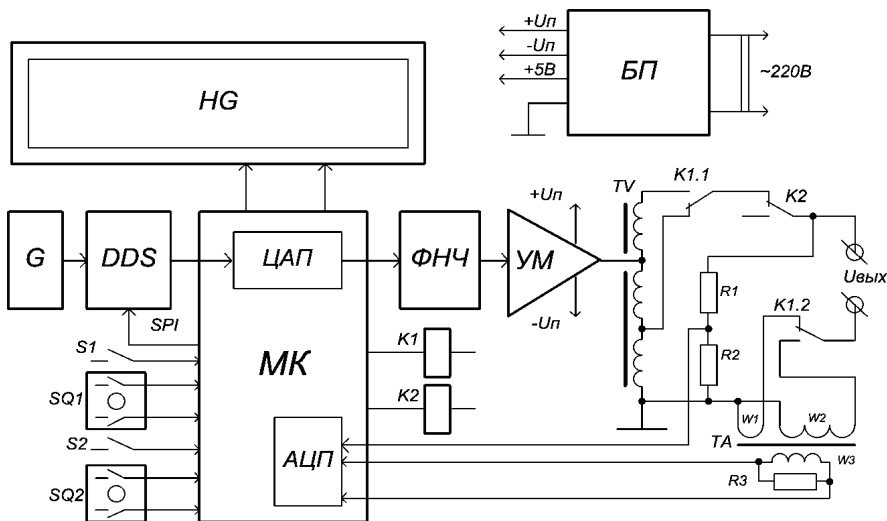 +Uп
-Uп
+5В
БП
~220В
HG
TV
K1.1
K2
+Uп
G
DDS
ЦАП
ФНЧ
УМ
Uвых
R1
SPI
-Uп
K1.2
S1
МК
K1
R2
SQ1
K2
W1
W2
S2
TA
АЦП
W3
R3
SQ2